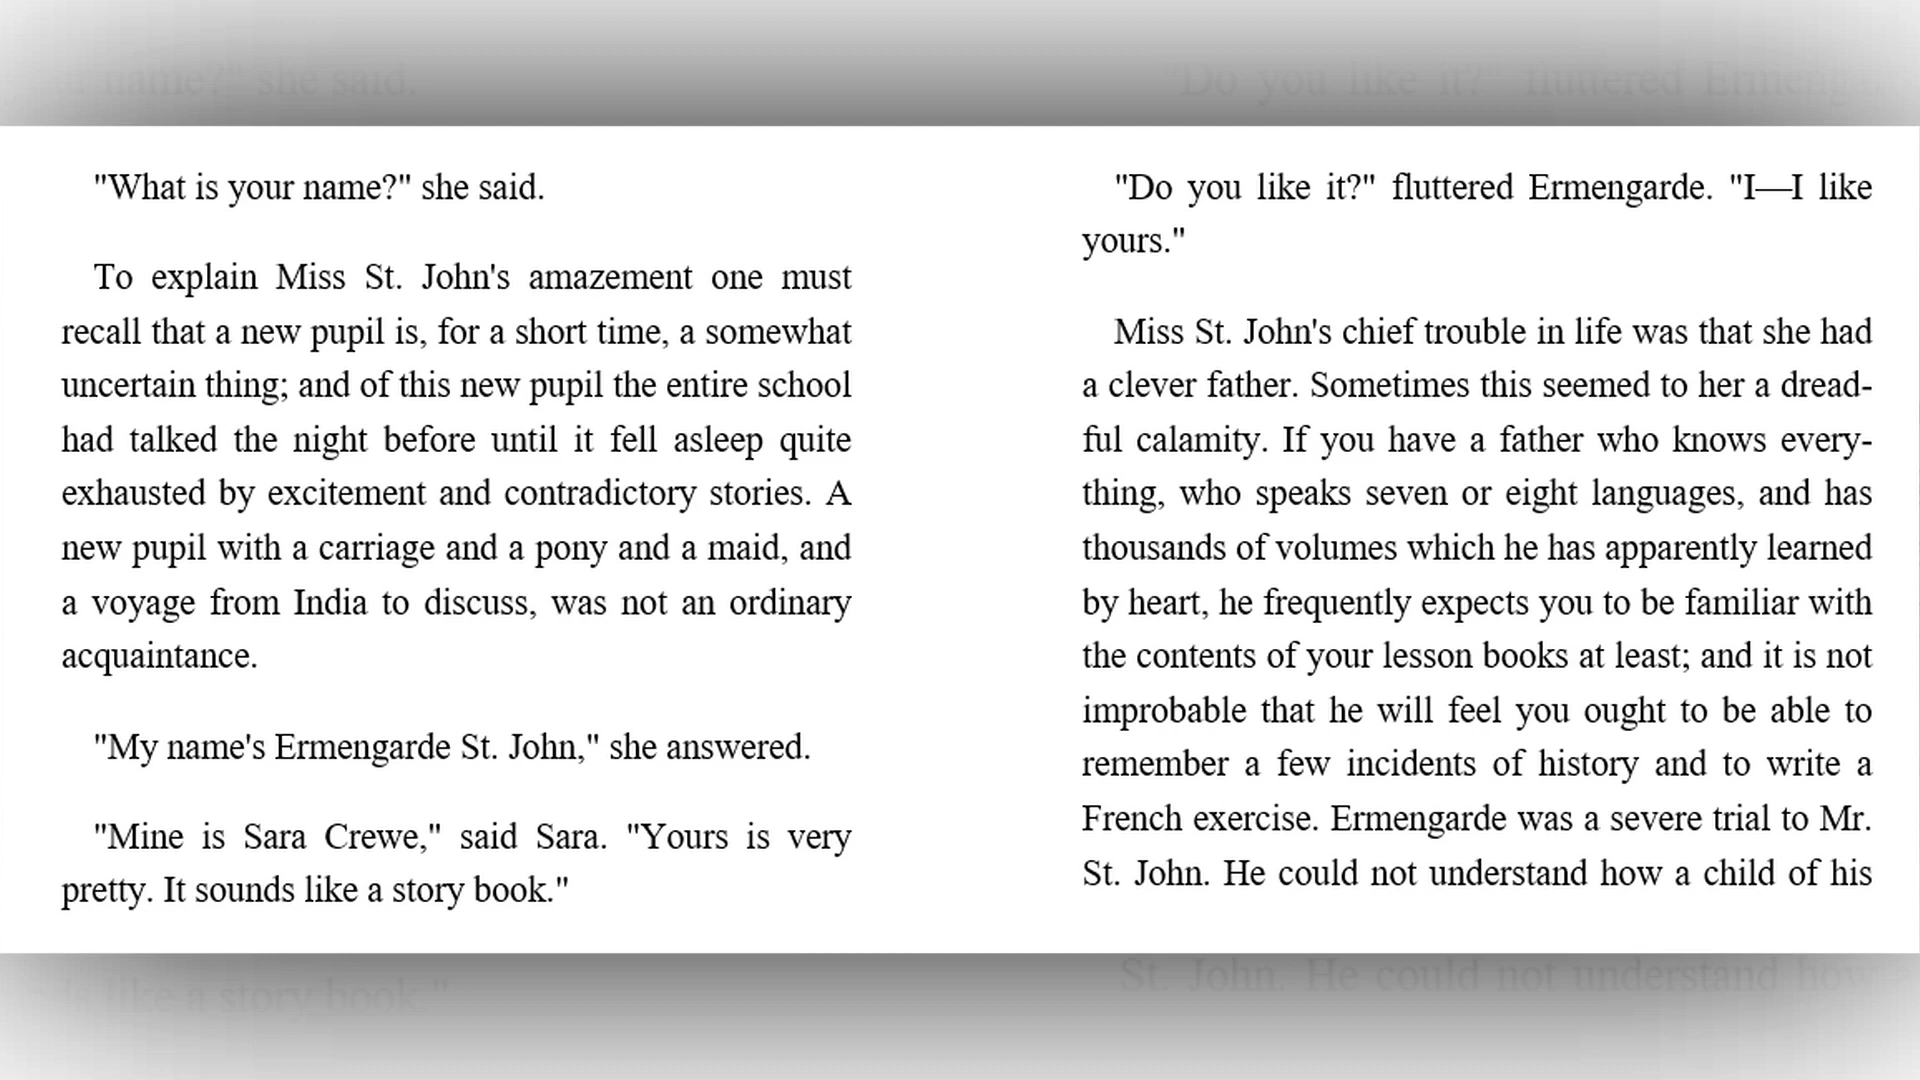 "What is your name?" she said.
To explain Miss St. John's amazement one must
recall that a new pupil is, for a short time, a somewhat
uncertain thing; and of this new pupil the entire school
had talked the night before until it fell asleep quite
exhausted by excitement and contradictory stories. A
new pupil with a carriage and a pony and a maid, and
a voyage from India to discuss, was not an ordinary
acquaintance.
"My name's Ermengarde St. John," she answered.
"Mine is Sara Crewe," said Sara. "Yours is very
pretty. It sounds like a story book."
"Do you like it?" fluttered Ermengarde. "I—I like
yours."
Miss St. John's chief trouble in life was that she had
a clever father. Sometimes this seemed to her a dread-
ful calamity. If you have a father who knows every-
thing, who speaks seven or eight languages, and has
thousands of volumes which he has apparently learned
by heart, he frequently expects you to be familiar with
the contents of your lesson books at least; and it is not
improbable that he will feel you ought to be able to
remember a few incidents of history and to write a
French exercise. Ermengarde was a severe trial to Mr.
St. John. He could not understand how a child of his